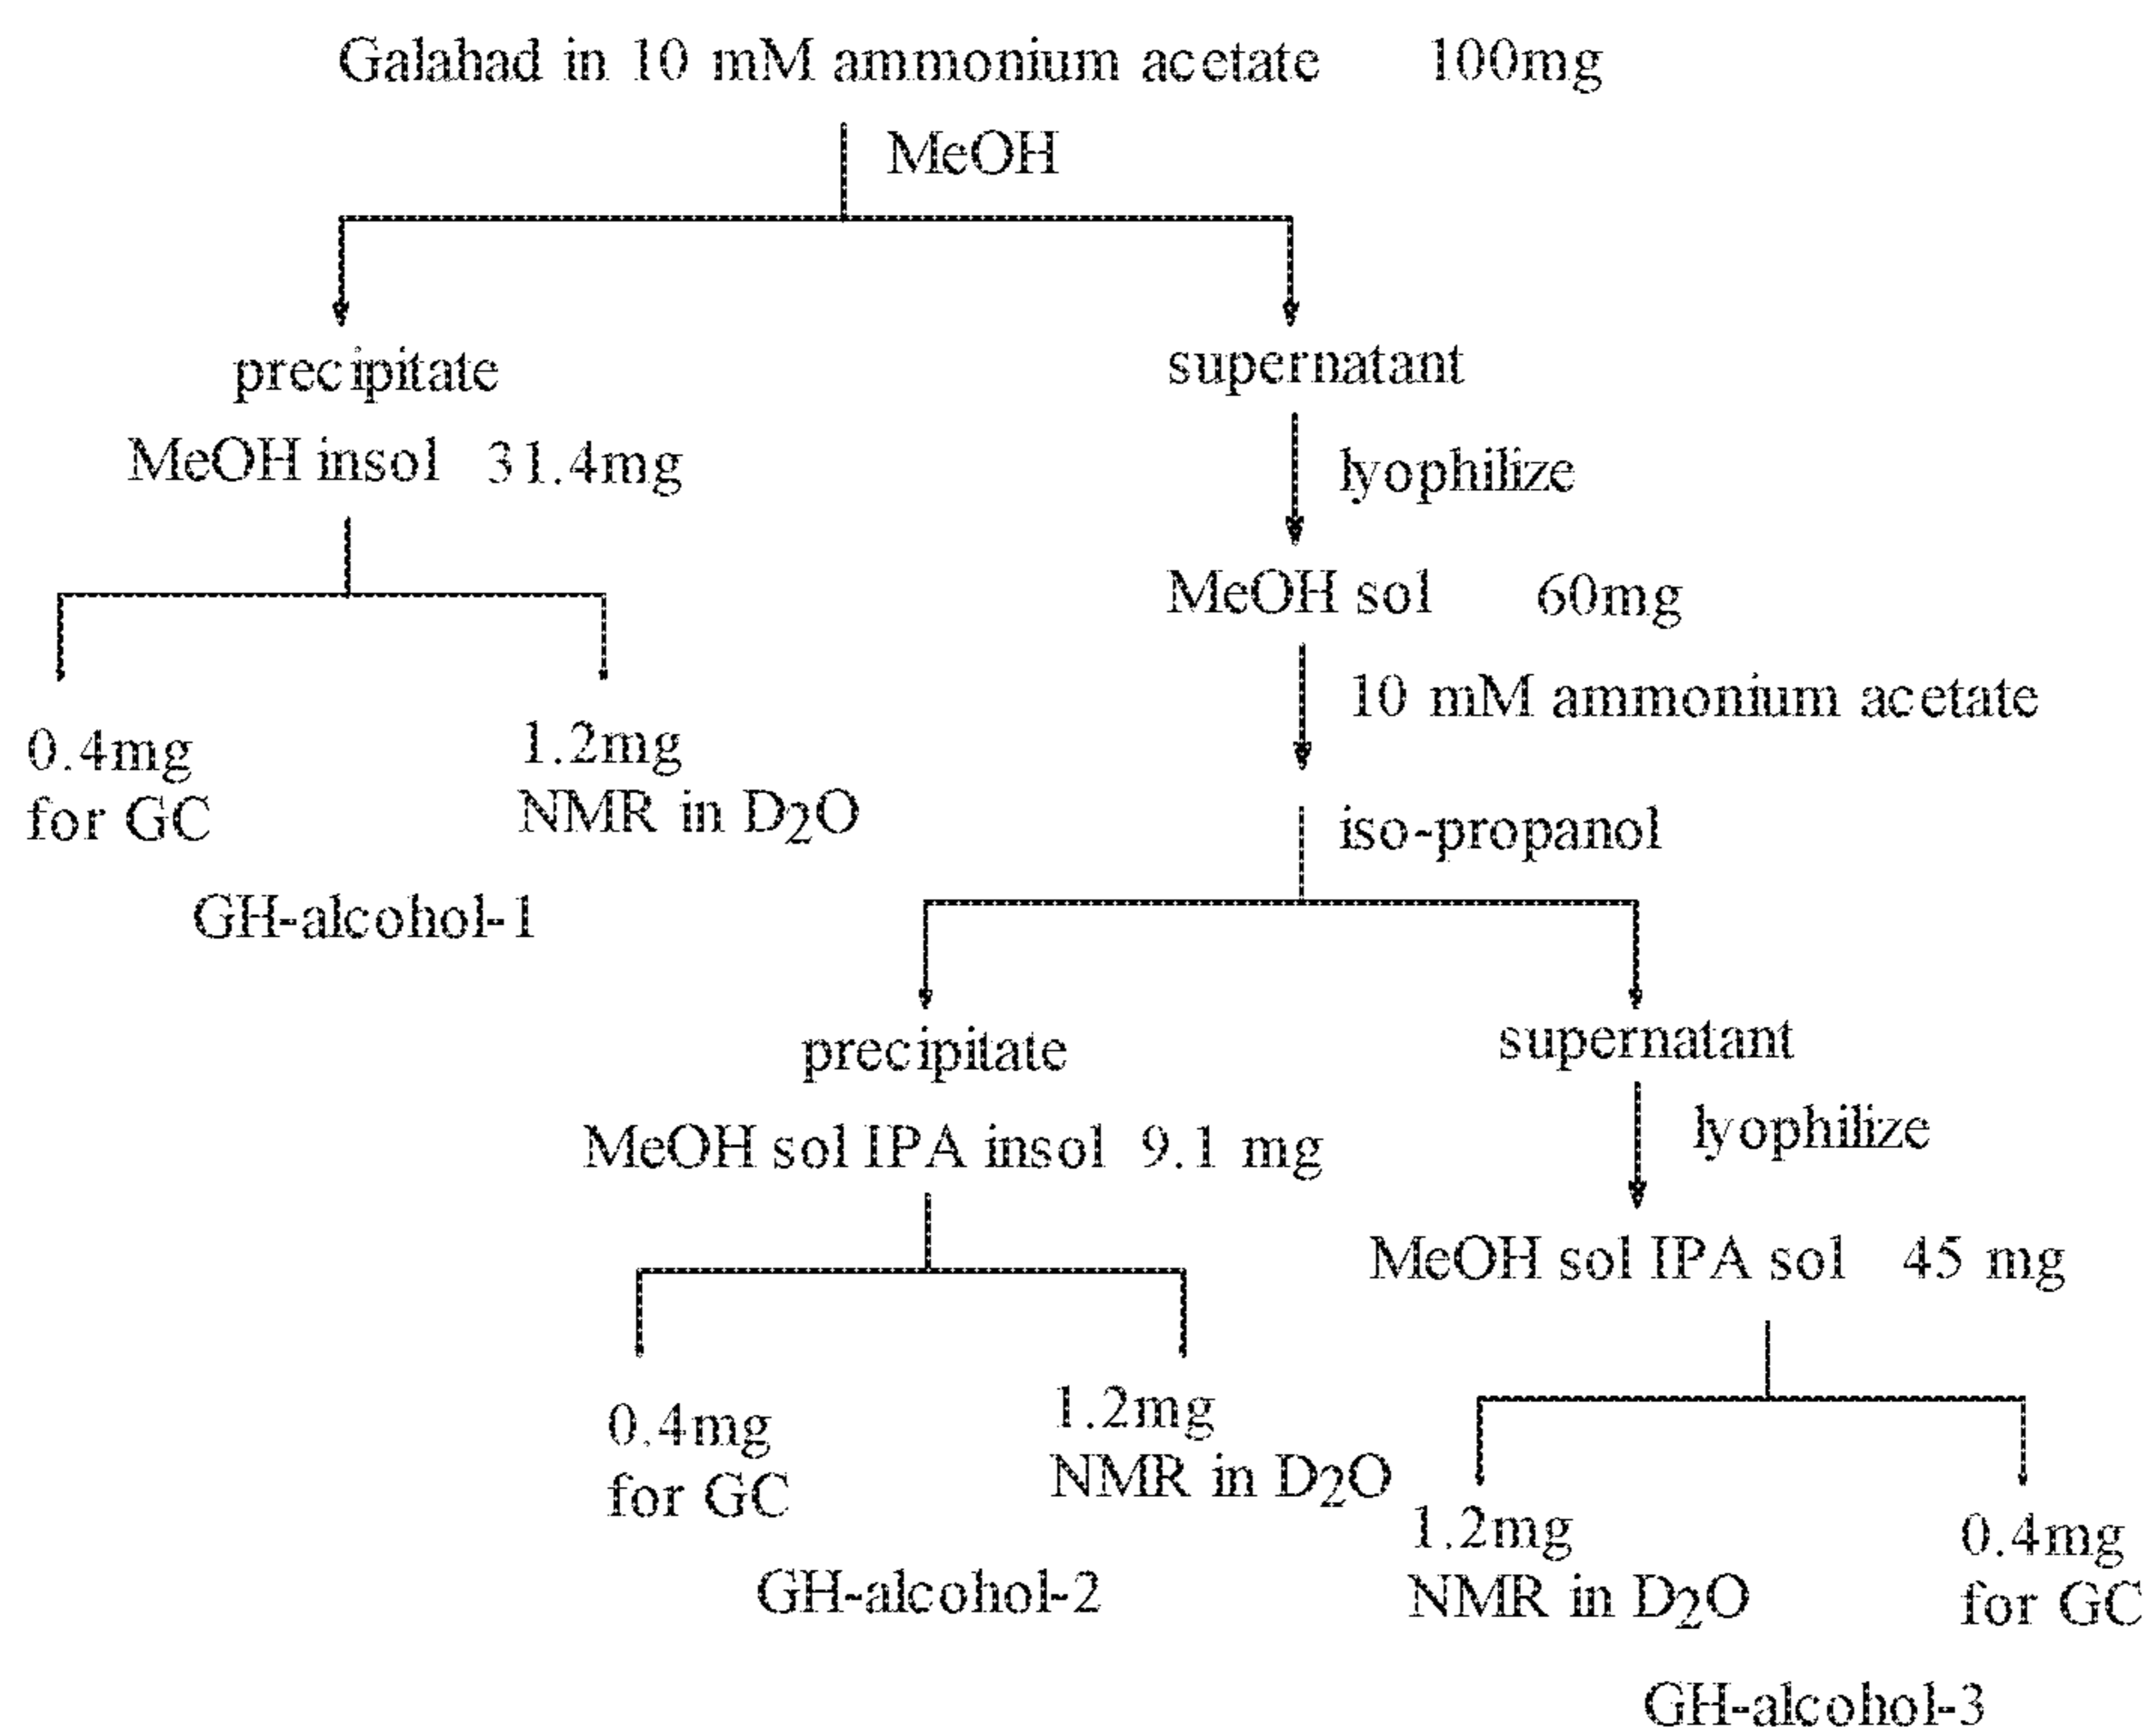 Galahad in 10 mM ammonium acetate 100mg
MeOH
precipitate
supernatant
MeOH insol 31.4mg
lyophilize
MeOH sol 60mg
10 mM ammonium acetate
0.4mg
for GC
1.2mg
NMR in D2O
iso-propanol
GH-alcohol-1
precipitate
supernatant
MeOH sol IPA insol 9.1 mg
lyophilize
MeOH sol IPA sol 45 mg
0.4mg
for GC
1.2mg
NMR in D2O
1.2mg
NMR in D2O
0.4mg
for GC
GH-alcohol-2
GH-alcohol-3